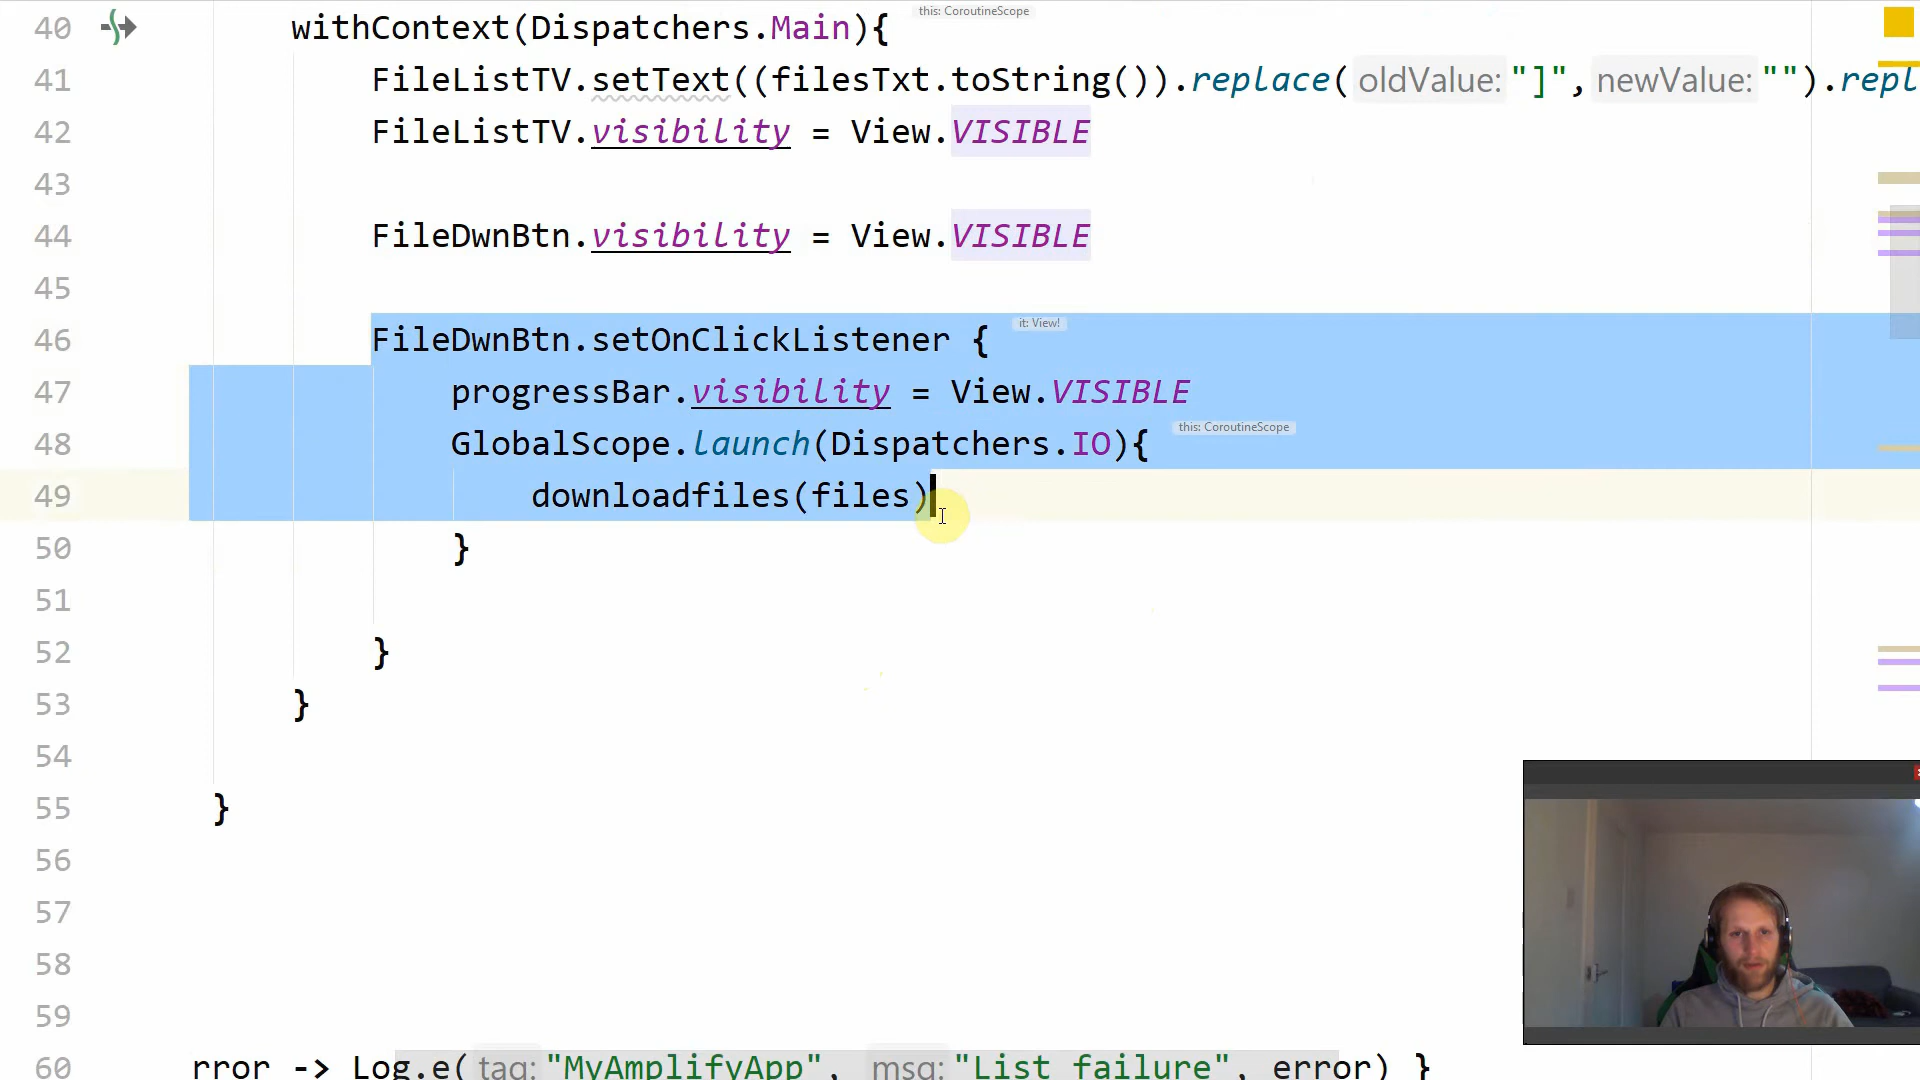 40 withContext(Dispatchers.Main){ this: CoroutineScope
41 FileListTV.setText((filesTxt.toString()).replace( oldValue: "]", newValue: "").repl
42 FileListTV.visibility = View.VISIBLE
43
44 FileDwnBtn.visibility = View.VISIBLE
45
46 FileDwnBtn.setOnClickListener { it: View!
47 progressBar.visibility = View.VISIBLE
48 GlobalScope.launch(Dispatchers.IO){ this: CoroutineScope
49 downloadfiles(files)
50 }
51
52 }
53 }
54
55 }
56
57
58
59
60 rror -> Log.e( tag: "MyAmplifyApp", msg: "List failure", error) }